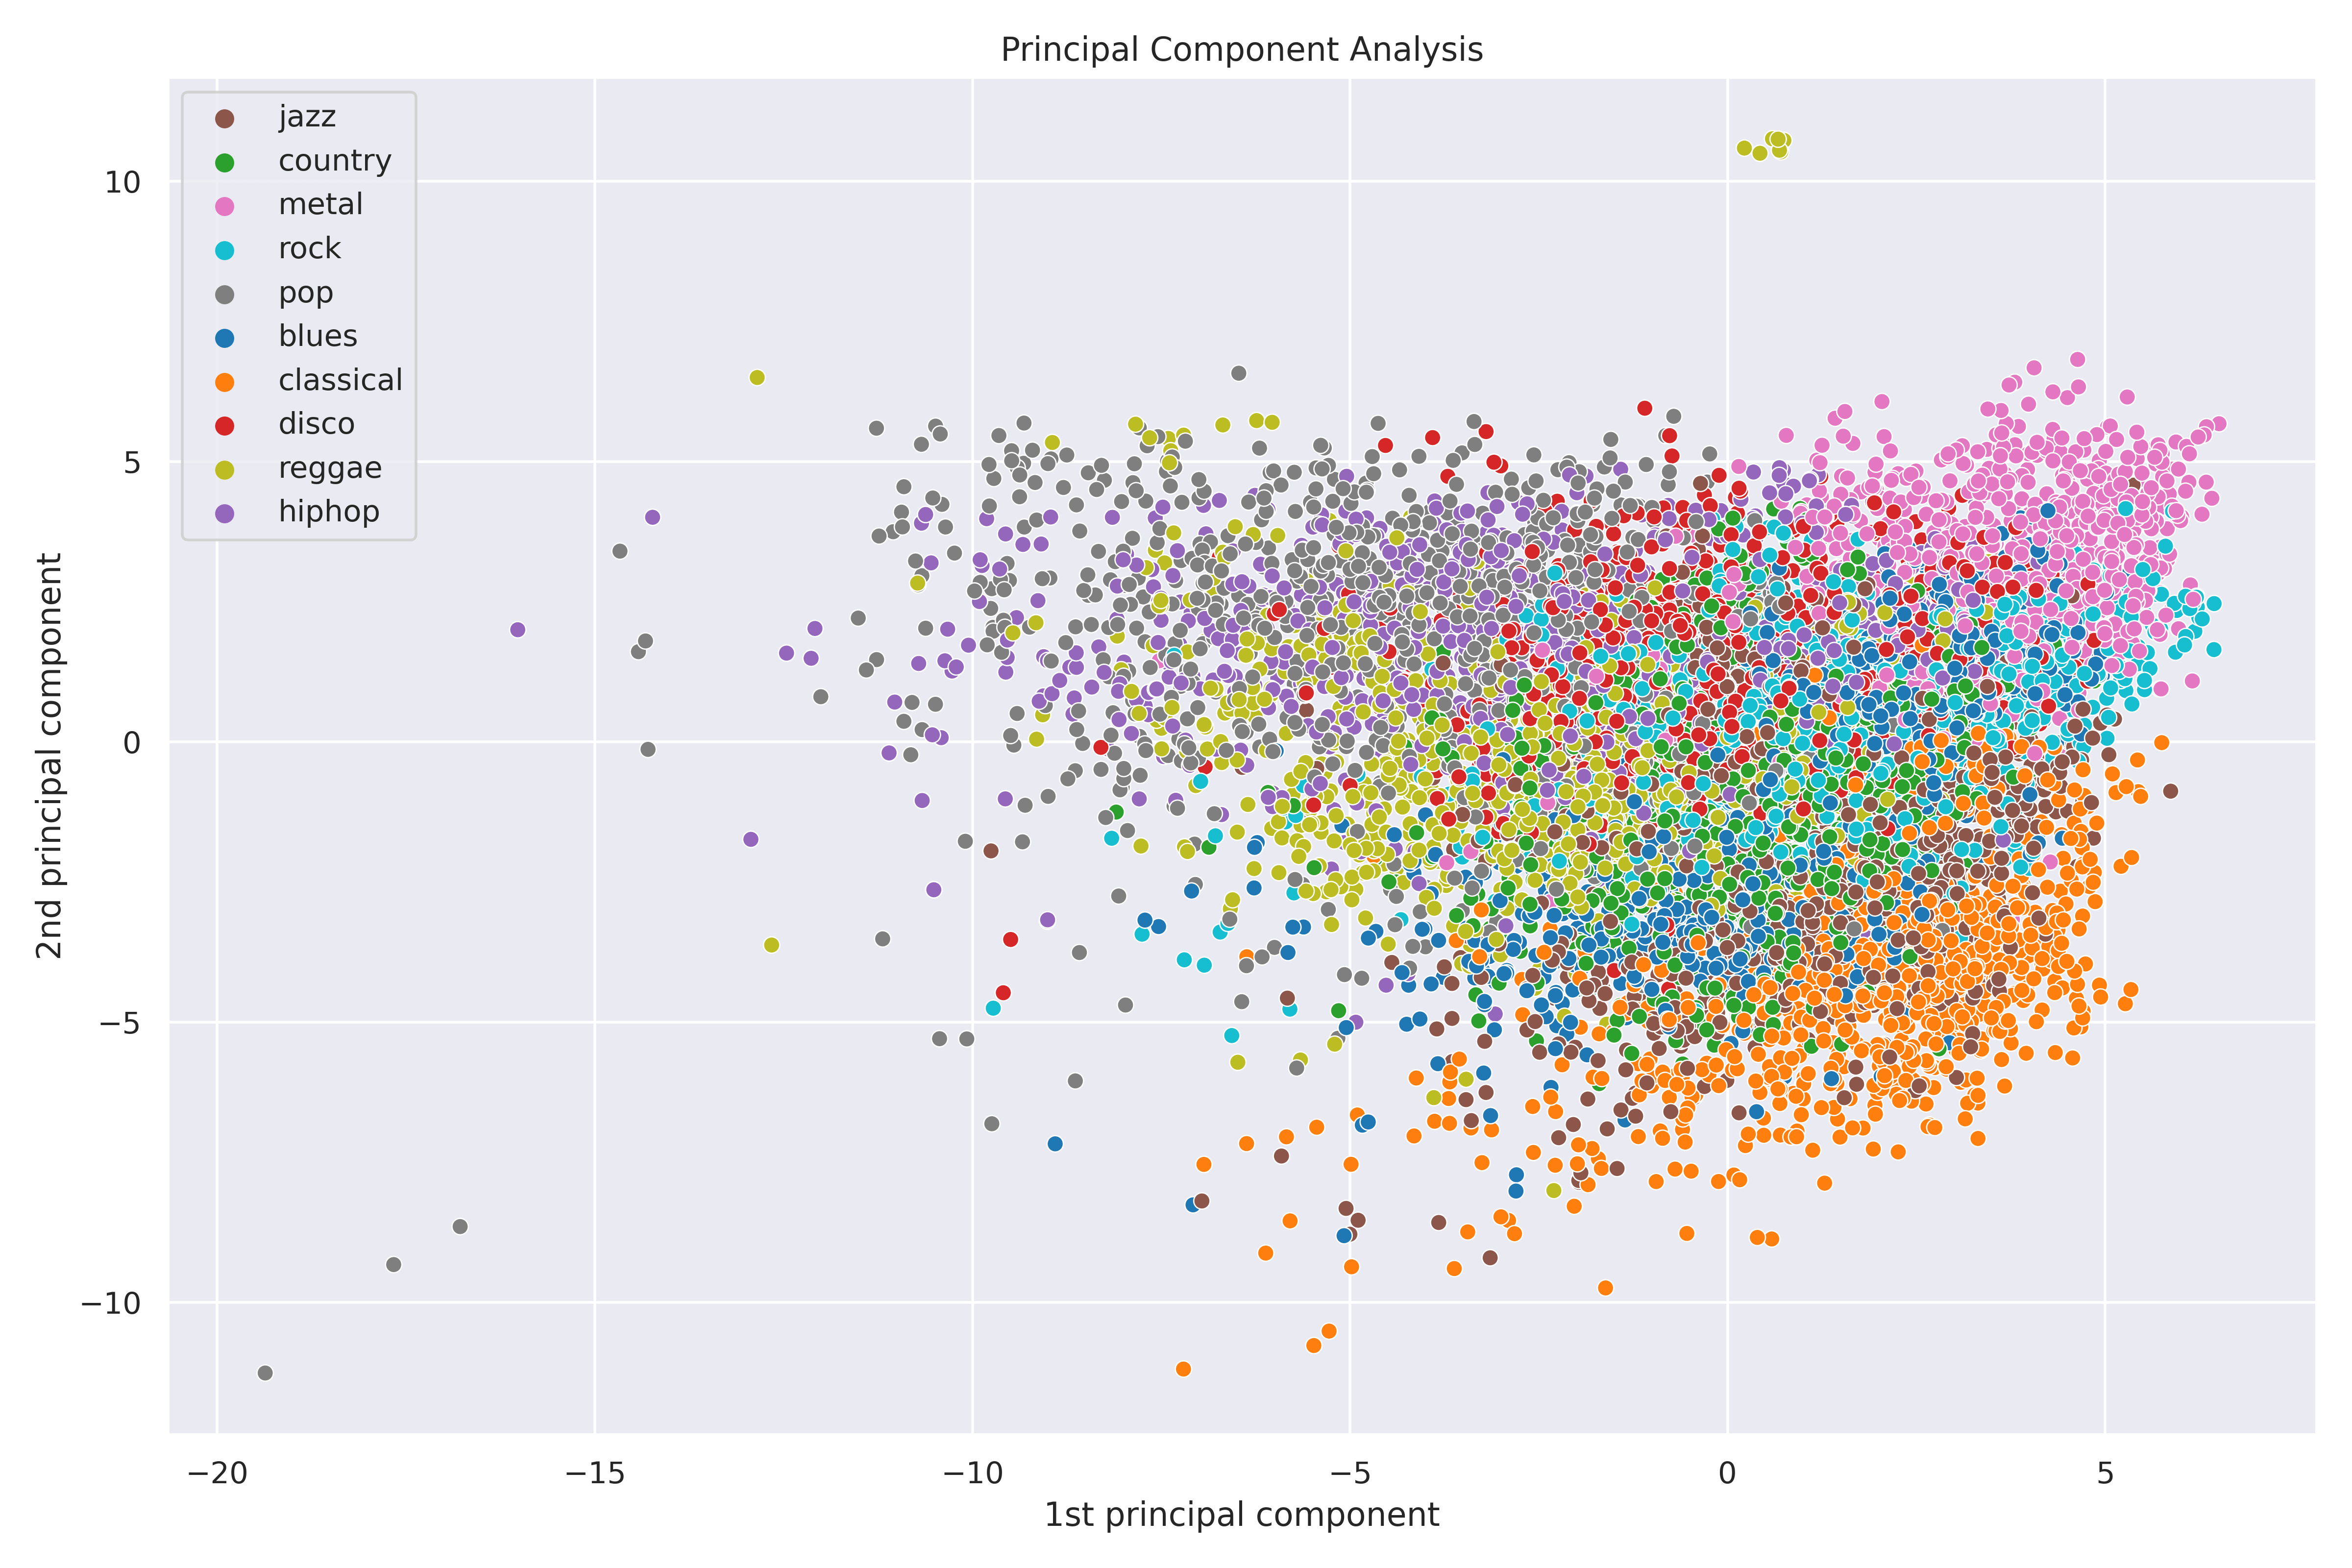 Principal Component Analysis
jazz
country
metal
rock
pop
blues
classical
disco
reggae
hiphop
10
5
0
−5
−10
2nd principal component
−20 −15 −10 −5 0 5
1st principal component